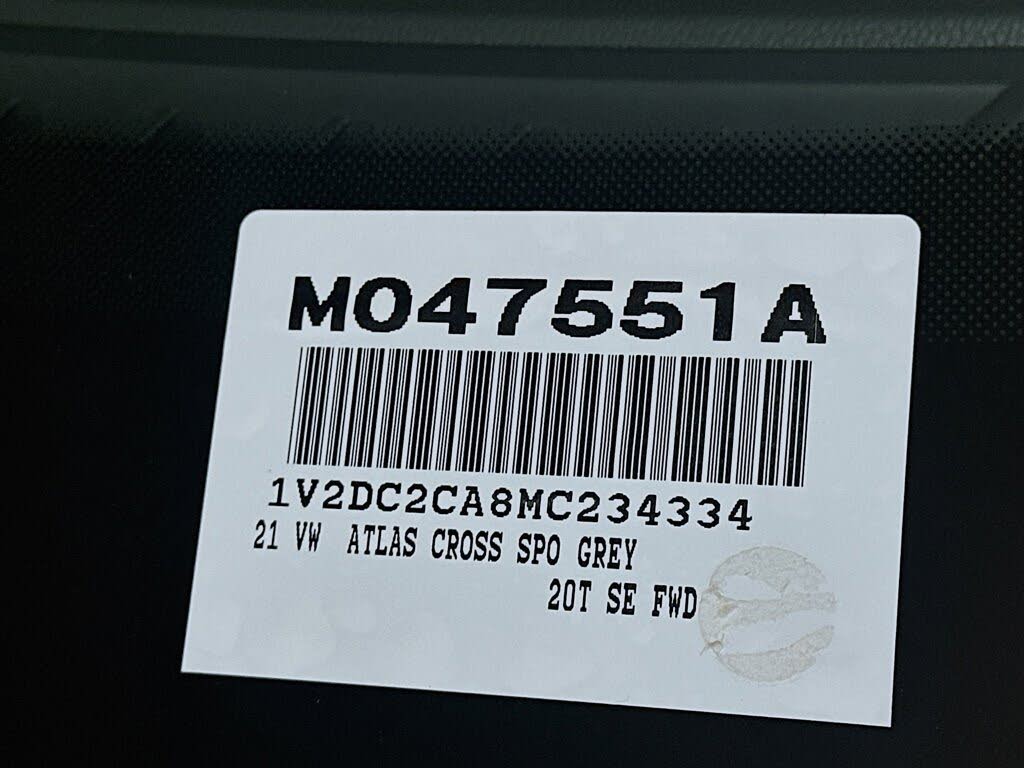 M047551A
1V2DC2CA8MC234334
21 VW ATLAS CROSS SPO GREY
20T SE FWD